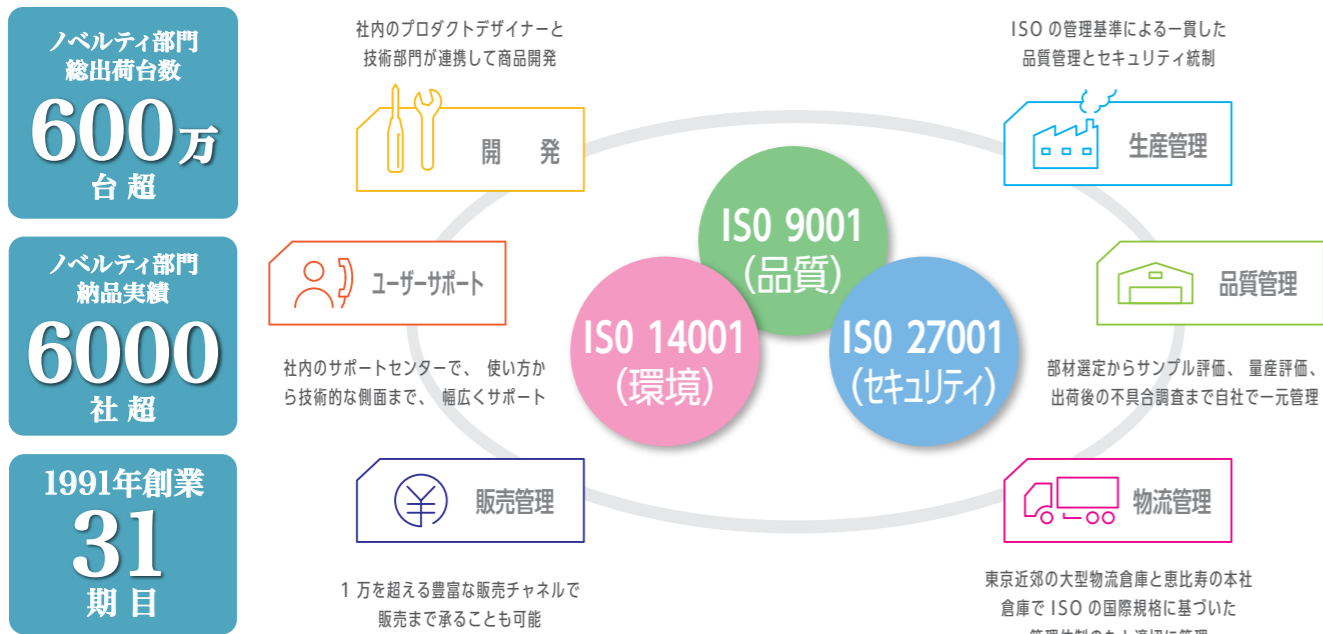 ノベルティ部門
総出荷台数
600万
台超
ノベルティ部門
納品実績
6000
社超
1991年創業
31
期目
社内のプロダクトデザイナーと
技術部門が連携して商品開発
開 発
ISO の管理基準による一貫した
品質管理とセキュリティ統制
生産管理
ユーザーサポート
社内のサポートセンターで、 使い方か
ら技術的な側面まで、 幅広くサポート
IS0 9001
(品質)
IS0 14001
(環境)
IS0 27001
(セキュリティ)
品質管理
部材選定からサンプル評価、 量産評価、
出荷後の不具合調査まで自社で一元管理
販売管理
1 万を超える豊富な販売チャネルで
販売まで承ることも可能
物流管理
東京近郊の大型物流倉庫と恵比寿の本社
倉庫で ISO の国際規格に基づいた